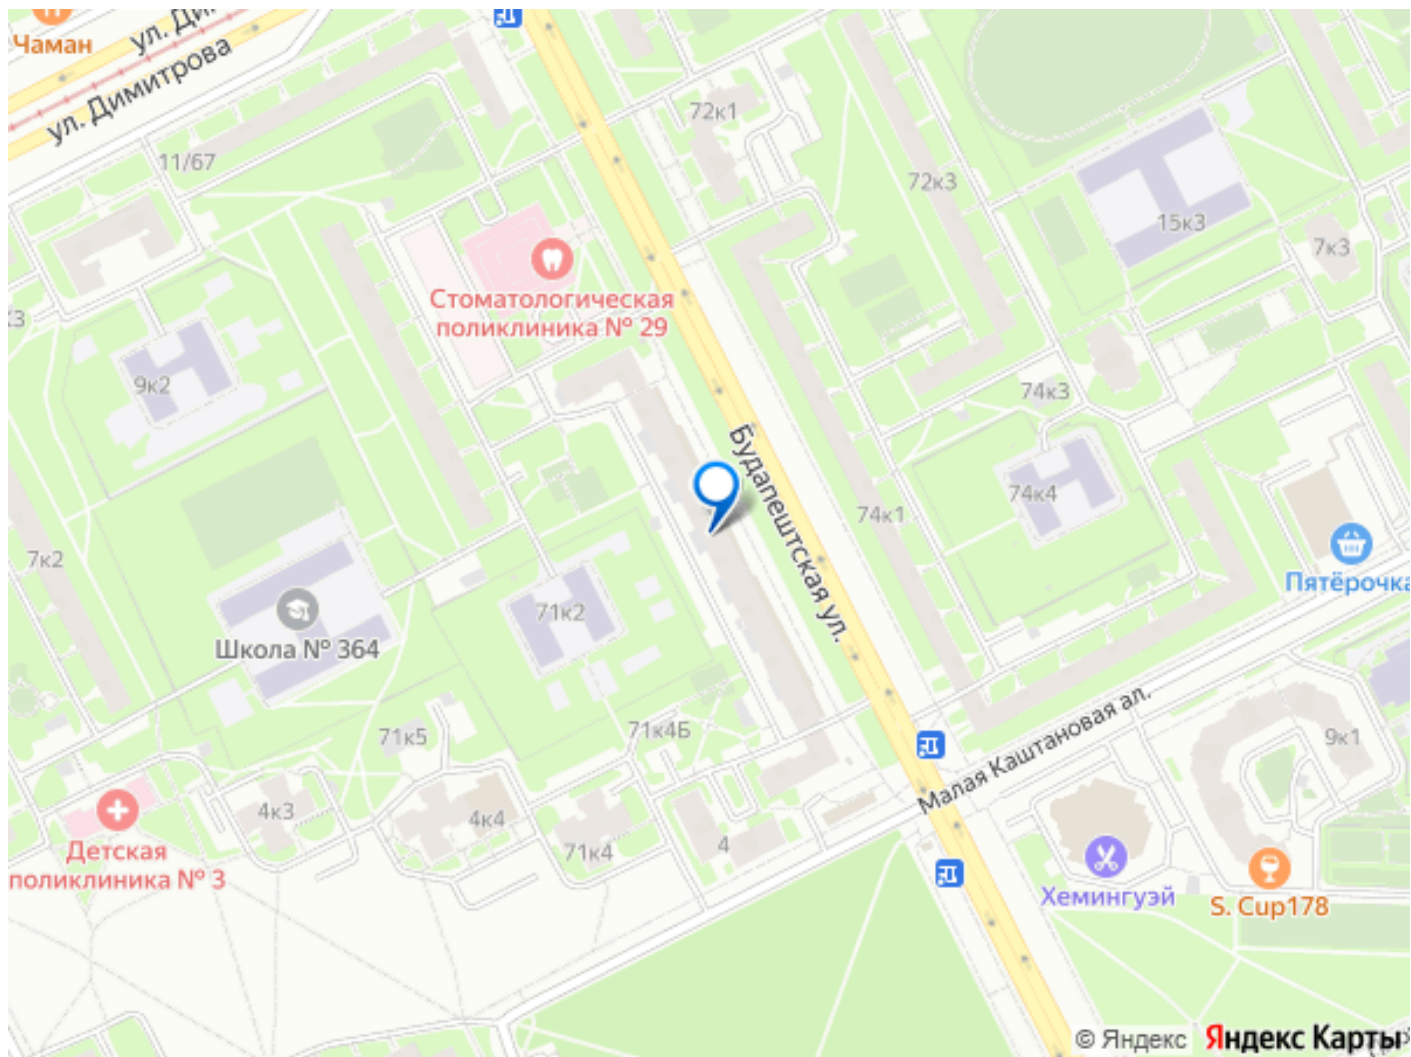 Чаман
ул. Ди
ул. Димитрова
72к1
11/67
72к3
15к3
7к3
Стоматологическая
поликлиника № 29
9к2
74к3
Будапештская ул.
74к4
74к1
7к2
Пятёрочка
71к2
Школа № 364
71к4Б
71к5
9к1
Малая Каштановая ал.
4к3
4к4
4
71к4
Детская
поликлиника № 3
Хемингуэй
S. Cup178
© Яндекс Яндекс Карты